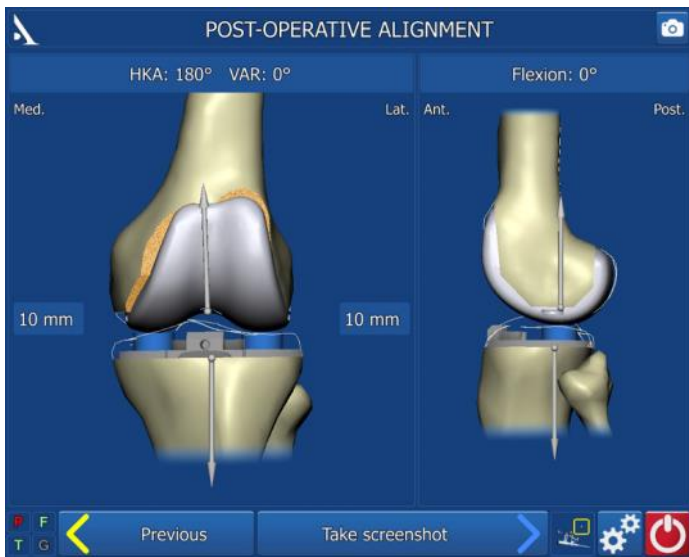 POST-OPERATIVE ALIGNMENT
HKA: 180° VAR: 0°
Flexion: 0°
Med.
Lat.
Ant.
Post.
10 mm
10 mm
P F
T G
Previous
Take screenshot